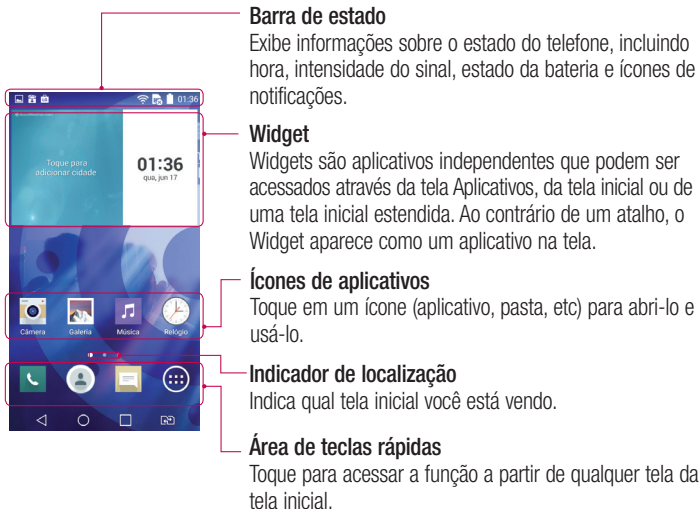 Barra de estado
Exibe informações sobre o estado do telefone, incluindo
hora, intensidade do sinal, estado da bateria e ícones de
notificações.
01:36
Widget
Widgets são aplicativos independentes que podem ser
acessados através da tela Aplicativos, da tela inicial ou de
uma tela inicial estendida. Ao contrário de um atalho, o
Widget aparece como um aplicativo na tela.
Toque para
adicionar cidade
01:36
qua, jun 17
Ícones de aplicativos
Toque em um ícone (aplicativo, pasta, etc) para abri-lo e
usá-lo.
Câmera Galeria Música Relógio
Indicador de localização
Indica qual tela inicial você está vendo.
Área de teclas rápidas
Toque para acessar a função a partir de qualquer tela da
tela inicial.